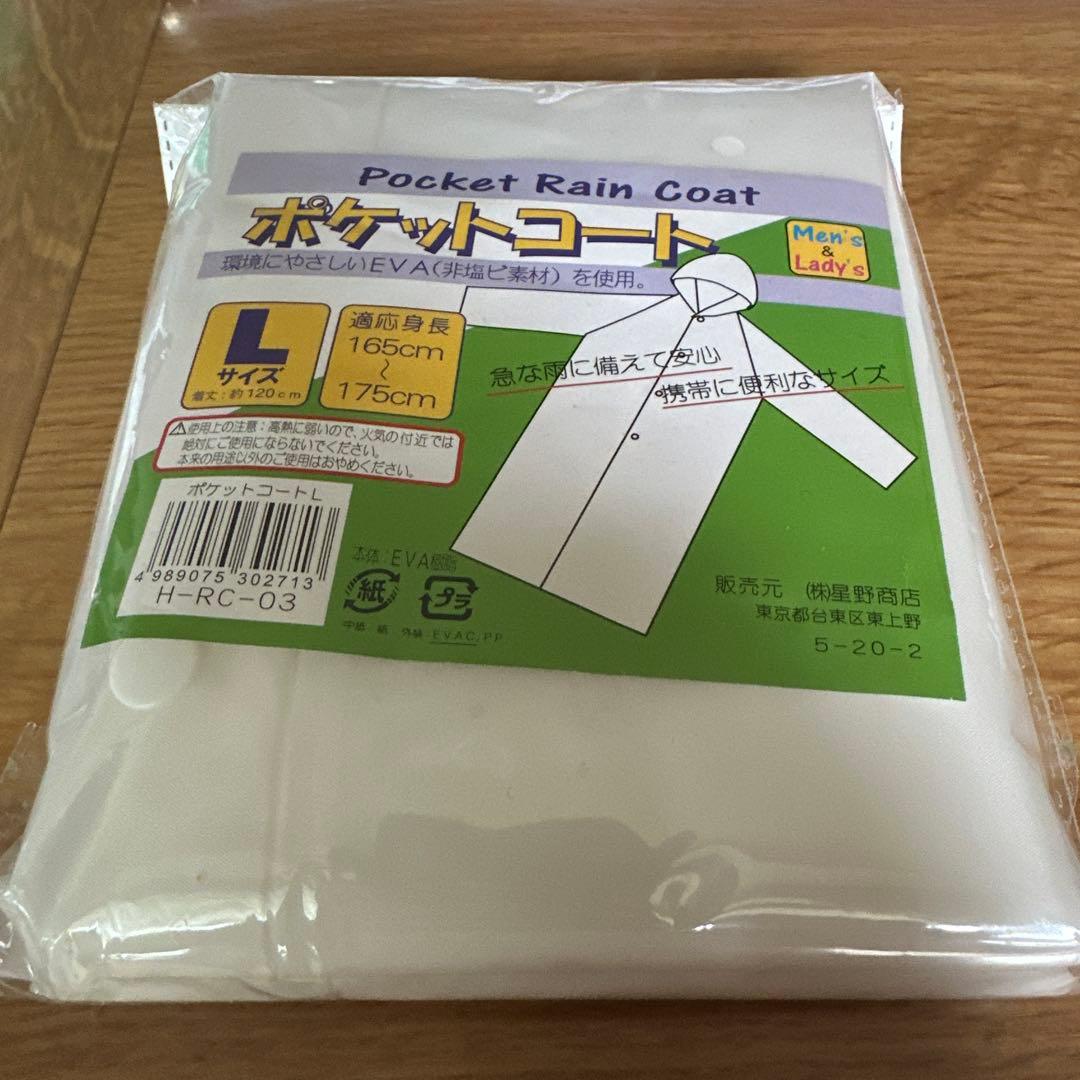 Pocket Rain Coat
ポケットコート
Men's
&
Lady's
環境にやさしいEVA(非塩ビ素材)を使用。
L
サイズ
着丈:約120cm
適応身長
165cm
~
175cm
急な雨に備えて安心
携帯に便利なサイズ
⚠使用上の注意:高熱に弱いので、火気の付近では
絶対にご使用にならないでください。
本来の用途以外のご使用はおやめください。
ポケットコートL
4 989075 302713
H-RC-03
本体:EVA樹脂
紙
プラ
中紙 紙 外袋:EVAC,PP
販売元 (株)星野商店
東京都台東区東上野
5-20-2